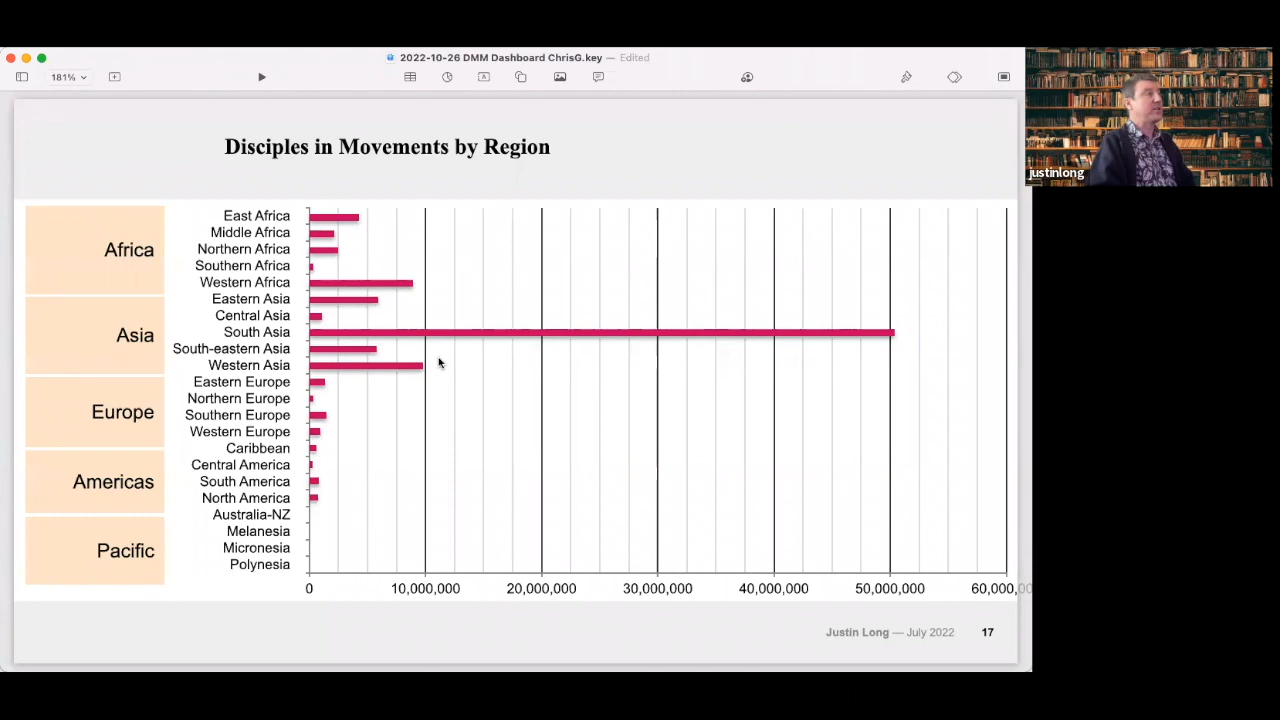 2022-10-26 DMM Dashboard ChrisG.key — Edited
181%
Disciples in Movements by Region
justinlong
Africa
East Africa
Middle Africa
Northern Africa
Southern Africa
Western Africa
Asia
Eastern Asia
Central Asia
South Asia
South-eastern Asia
Western Asia
Europe
Eastern Europe
Northern Europe
Southern Europe
Western Europe
Americas
Caribbean
Central America
South America
North America
Pacific
Australia-NZ
Melanesia
Micronesia
Polynesia
0 10,000,000 20,000,000 30,000,000 40,000,000 50,000,000 60,000,00
Justin Long — July 2022 17